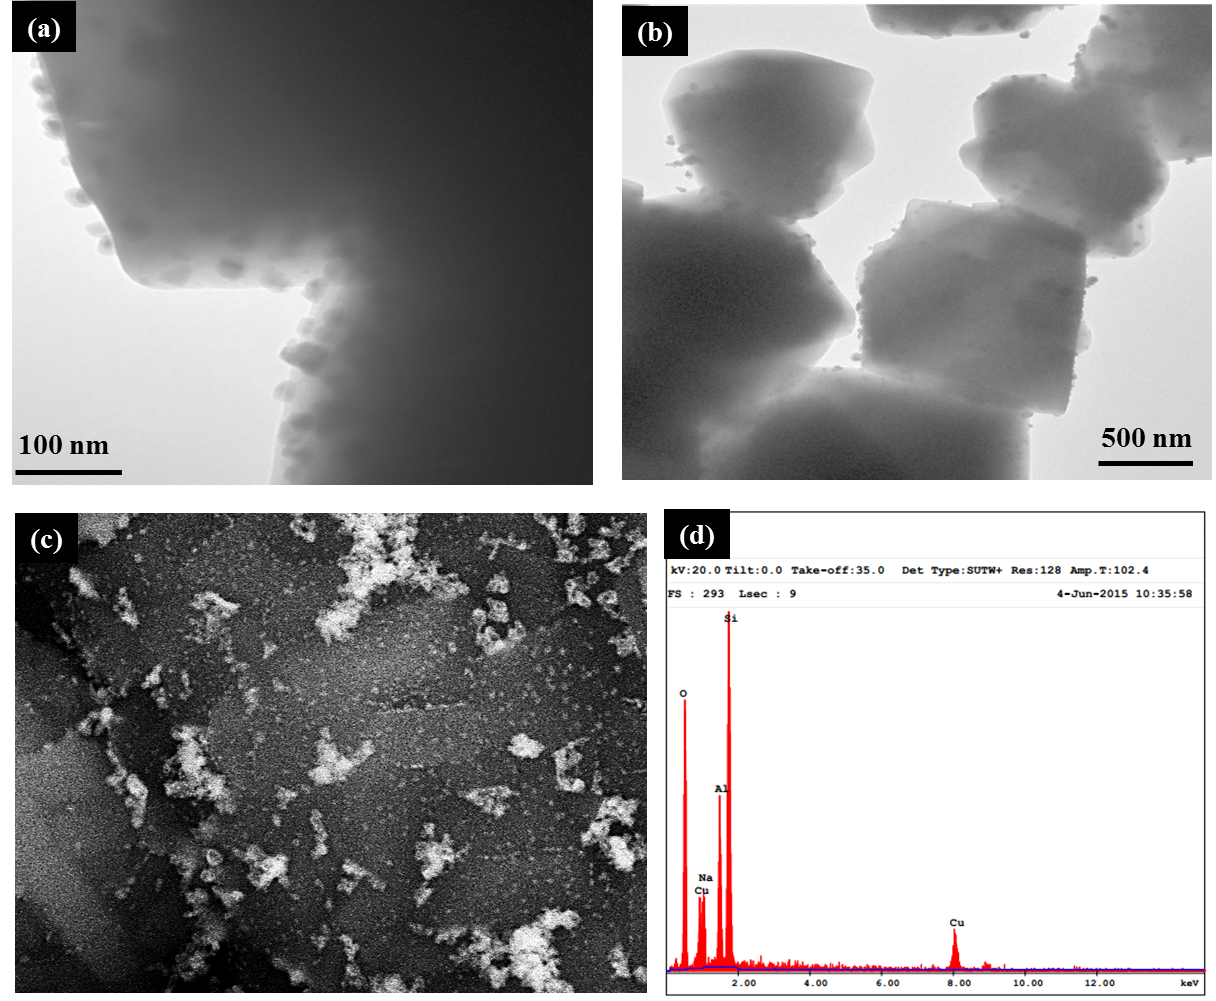 (a)
100 nm
(b)
500 nm
(c)
(d)
kV:20.0 Tilt:0.0 Take-off:35.0 Det Type:SUTW+ Res:128 Amp.T:102.4
FS : 293 Lsec : 9 4-Jun-2015 10:35:58
Si
O
Al
Na
Cu
Cu
2.00 4.00 6.00 8.00 10.00 12.00 keV